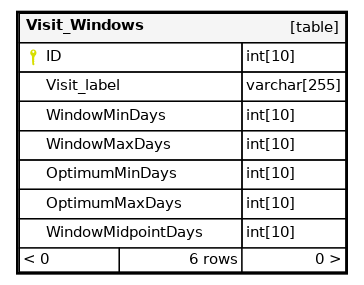 Visit_Windows [table]
ID int[10]
Visit_label varchar[255]
WindowMinDays int[10]
WindowMaxDays int[10]
OptimumMinDays int[10]
OptimumMaxDays int[10]
WindowMidpointDays int[10]
< 0 6 rows 0 >